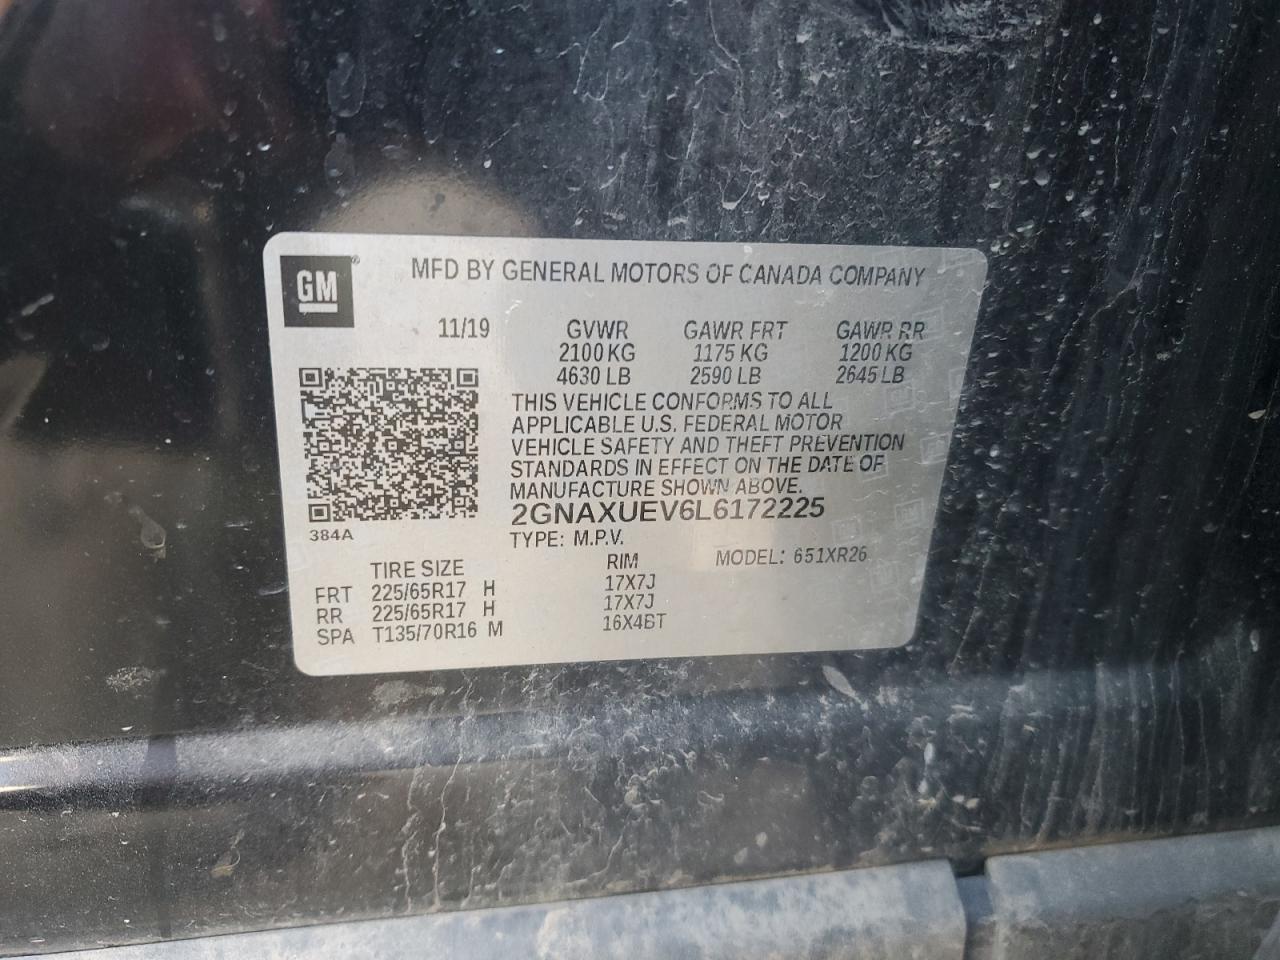 GM®
MFD BY GENERAL MOTORS OF CANADA COMPANY
11/19 GVWR GAWR FRT GAWR RR
2100 KG 1175 KG 1200 KG
4630 LB 2590 LB 2645 LB
THIS VEHICLE CONFORMS TO ALL
APPLICABLE U.S. FEDERAL MOTOR
VEHICLE SAFETY AND THEFT PREVENTION
STANDARDS IN EFFECT ON THE DATE OF
MANUFACTURE SHOWN ABOVE.
2GNAXUEV6L6172225
384A
TYPE: M.P.V.
TIRE SIZE RIM MODEL: 651XR26
FRT 225/65R17 H 17X7J
RR 225/65R17 H 17X7J
SPA T135/70R16 M 16X4BT